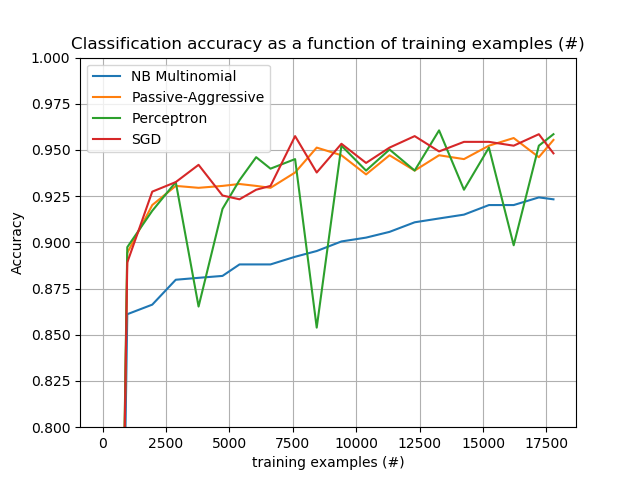 Classification accuracy as a function of training examples (#)
NB Multinomial
Passive-Aggressive
Perceptron
SGD
Accuracy
1.000
0.975
0.950
0.925
0.900
0.875
0.850
0.825
0.800
0 2500 5000 7500 10000 12500 15000 17500
training examples (#)